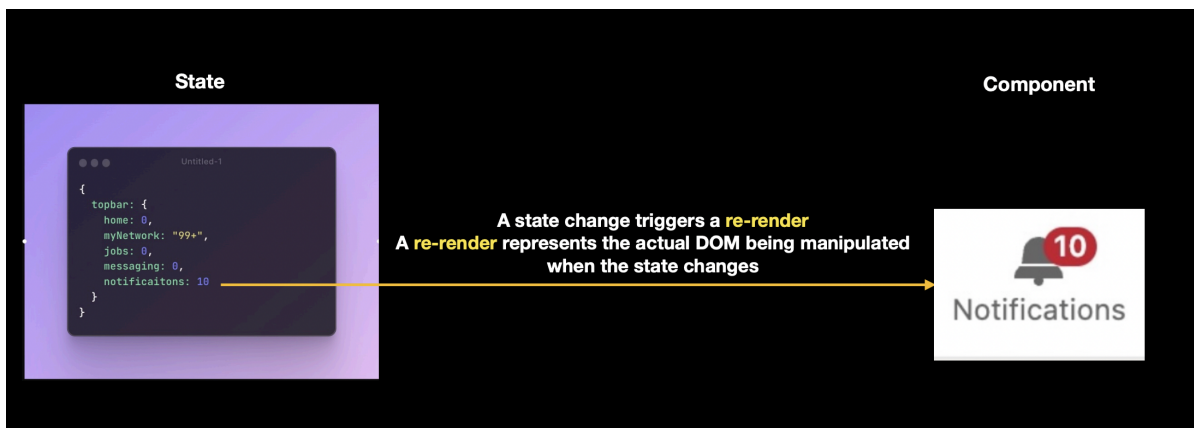 State
Component
Untitled-1
{
topbar: {
home: 0,
myNetwork: "99+",
jobs: 0,
messaging: 0,
notificaitons: 10
}
}
A state change triggers a re-render
A re-render represents the actual DOM being manipulated
when the state changes
10
Notifications